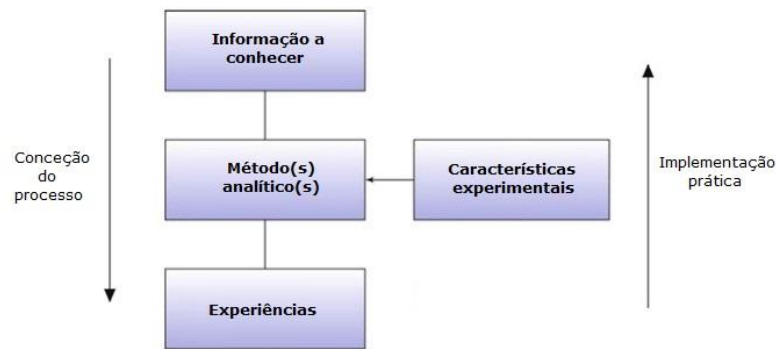 Informação a
conhecer
Conceção
do
processo
Método(s)
analítico(s)
Características
experimentais
Implementação
prática
Experiências